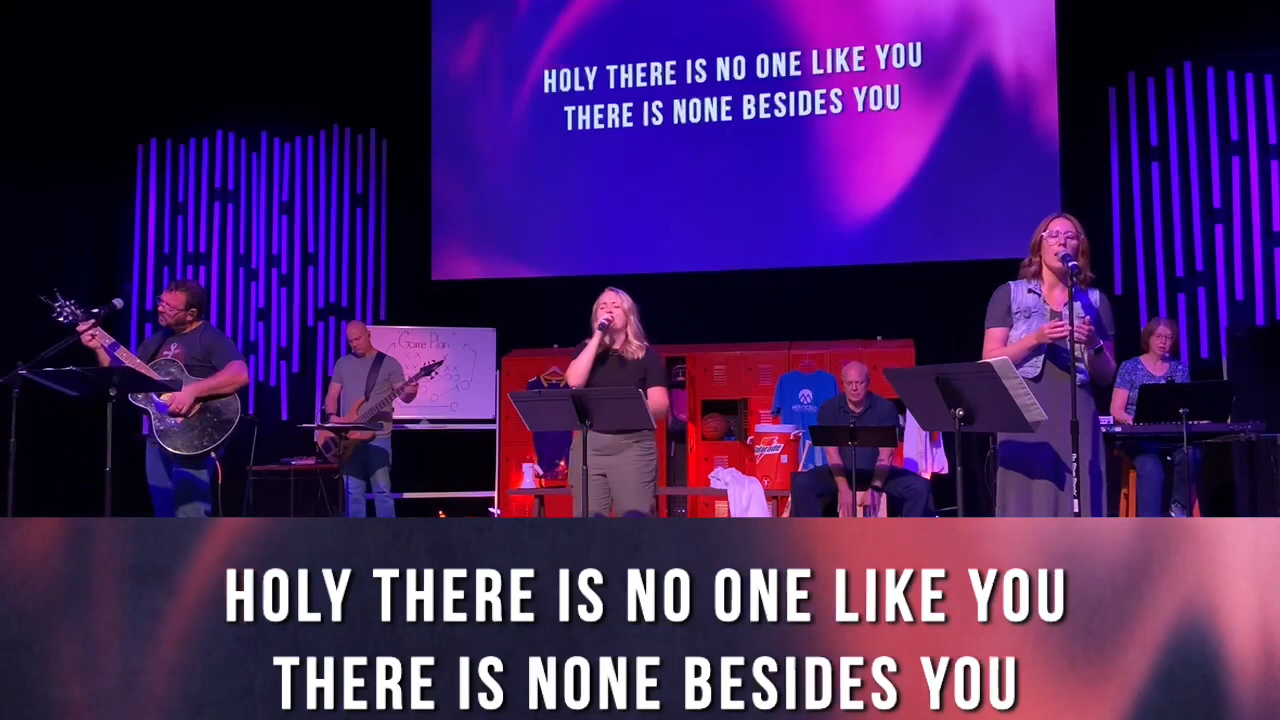 HOLY THERE IS NO ONE LIKE YOU
THERE IS NONE BESIDES YOU
Game Plan
Gatorade
HOLY THERE IS NO ONE LIKE YOU
THERE IS NONE BESIDES YOU